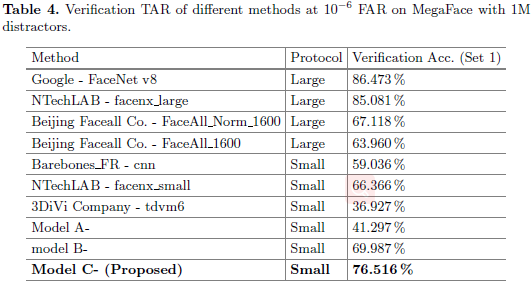 Table 4. Verification TAR of different methods at 10⁻⁶ FAR on MegaFace with 1M
distractors.
Method Protocol Verification Acc. (Set 1)
Google - FaceNet v8 Large 86.473 %
NTechLAB - facenx_large Large 85.081 %
Beijing Faceall Co. - FaceAll_Norm_1600 Large 67.118 %
Beijing Faceall Co. - FaceAll_1600 Large 63.960 %
Barebones_FR - cnn Small 59.036 %
NTechLAB - facenx_small Small 66.366 %
3DiVi Company - tdvm6 Small 36.927 %
Model A- Small 41.297 %
model B- Small 69.987 %
Model C- (Proposed) Small 76.516 %